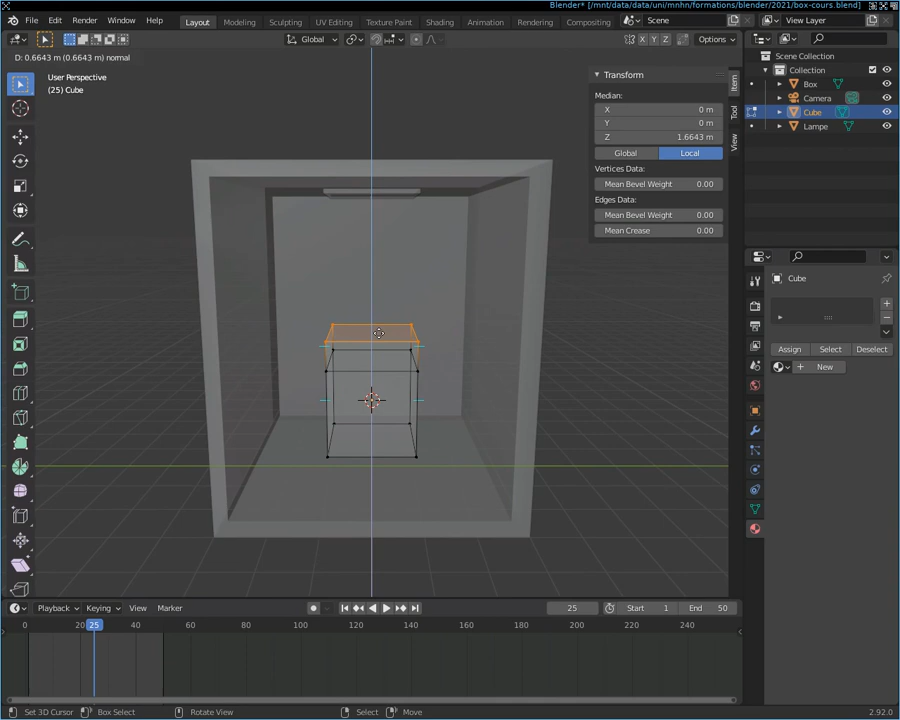 Blender* [/mnt/data/data/uni/mnhn/formations/blender/2021/box-cours.blend]
File Edit Render Window Help Layout Modeling Sculpting UV Editing Texture Paint Shading Animation Rendering Compositing Scene View Layer
Global X Y Z Options
D: 0.6643 m (0.6643 m) normal
User Perspective
(25) Cube
Transform
Median:
X 0 m
Y 0 m
Z 1.6643 m
Global Local
Vertices Data:
Mean Bevel Weight 0.00
Edges Data:
Mean Bevel Weight 0.00
Mean Crease 0.00
Item
Tool
View
Scene Collection
Collection
Box
Camera
Cube
Lampe
Cube
Assign Select Deselect
New
Playback Keying View Marker 25 Start 1 End 50
0 20 25 40 60 80 100 120 140 160 180 200 220 240
Set 3D Cursor Box Select Rotate View Select Move 2.92.0